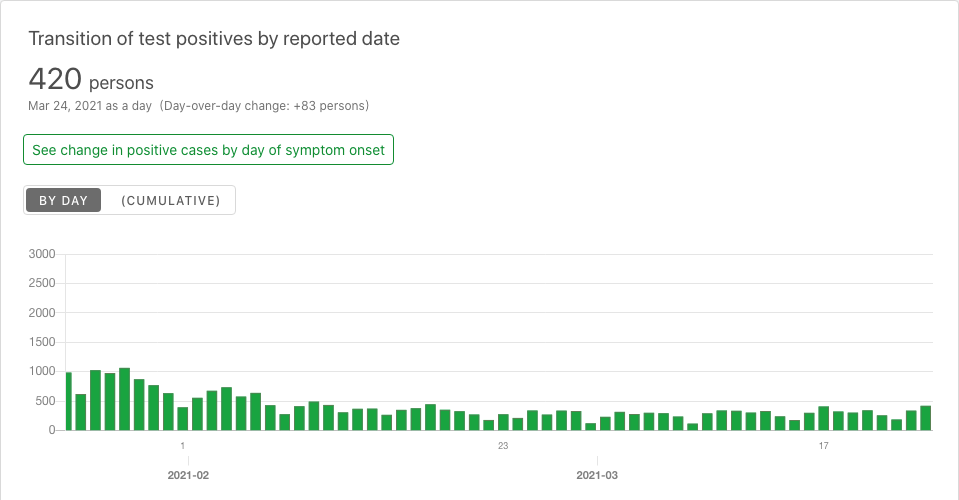 Transition of test positives by reported date
420 persons
Mar 24, 2021 as a day (Day-over-day change: +83 persons)
See change in positive cases by day of symptom onset
BY DAY (CUMULATIVE)
3000
2500
2000
1500
1000
500
0
1 23 17
2021-02 2021-03